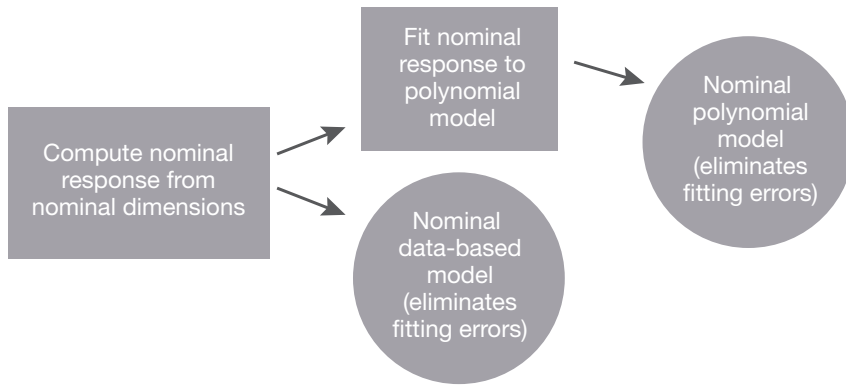 Compute nominal
response from
nominal dimensions
Fit nominal
response to
polynomial
model
Nominal
data-based
model
(eliminates
fitting errors)
Nominal
polynomial
model
(eliminates
fitting errors)